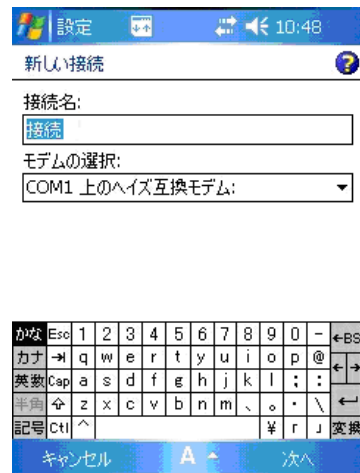 設定 10:48
新しい接続 ?
接続名:
接続
モデムの選択:
COM1 上のヘイズ互換モデム:
かな Esc 1 2 3 4 5 6 7 8 9 0 - ←BS
カナ →| q w e r t y u i o p @ ← →
英数 Cap a s d f g h j k l ; :
半角 z x c v b n m 、 。 ・ \ ↵
記号 Ctl ^ ¥ 「 」 変換
キャンセル A 次へ